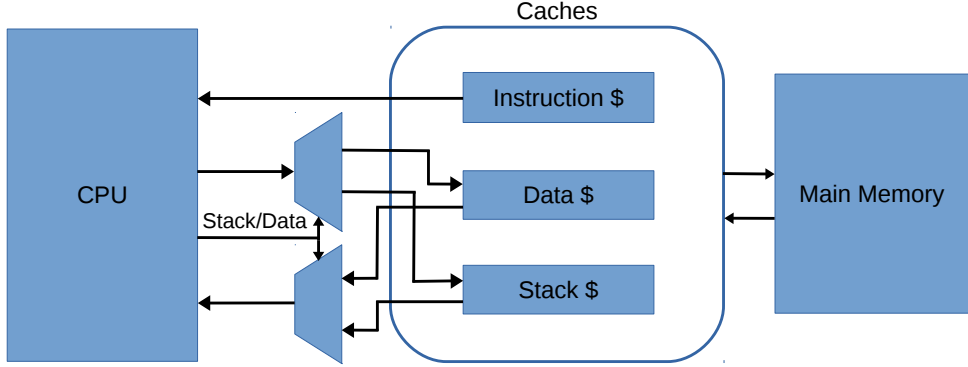 Caches
Instruction $
CPU
Data $
Main Memory
Stack/Data
Stack $